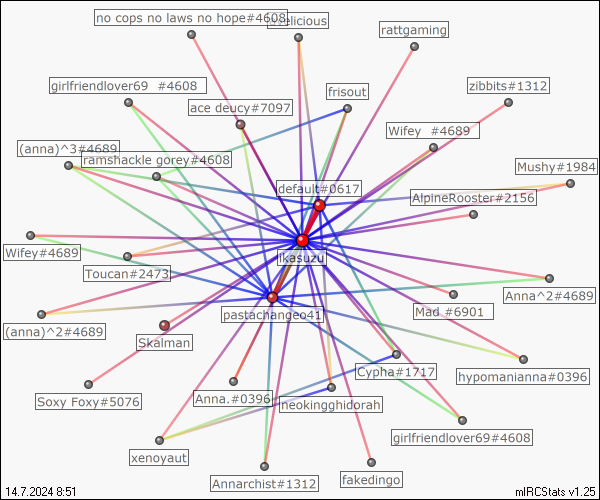 no cops no laws no hope#4608
elicious
rattgaming
girlfriendlover69 #4608
zibbits#1312
frisout
ace deucy#7097
Wifey #4689
(anna)^3#4689
ramshackle gorey#4608
Mushy#1984
default#0617
AlpineRooster#2156
Wifey#4689
ikasuzu
Toucan#2473
Anna^2#4689
Mad #6901
pastachangeo41
(anna)^2#4689
Skalman
Cypha#1717
hypomanianna#0396
Soxy Foxy#5076
Anna.#0396
neokingghidorah
girlfriendlover69#4608
xenoyaut
Annarchist#1312
fakedingo
14.7.2024 8:51
mIRCStats v1.25